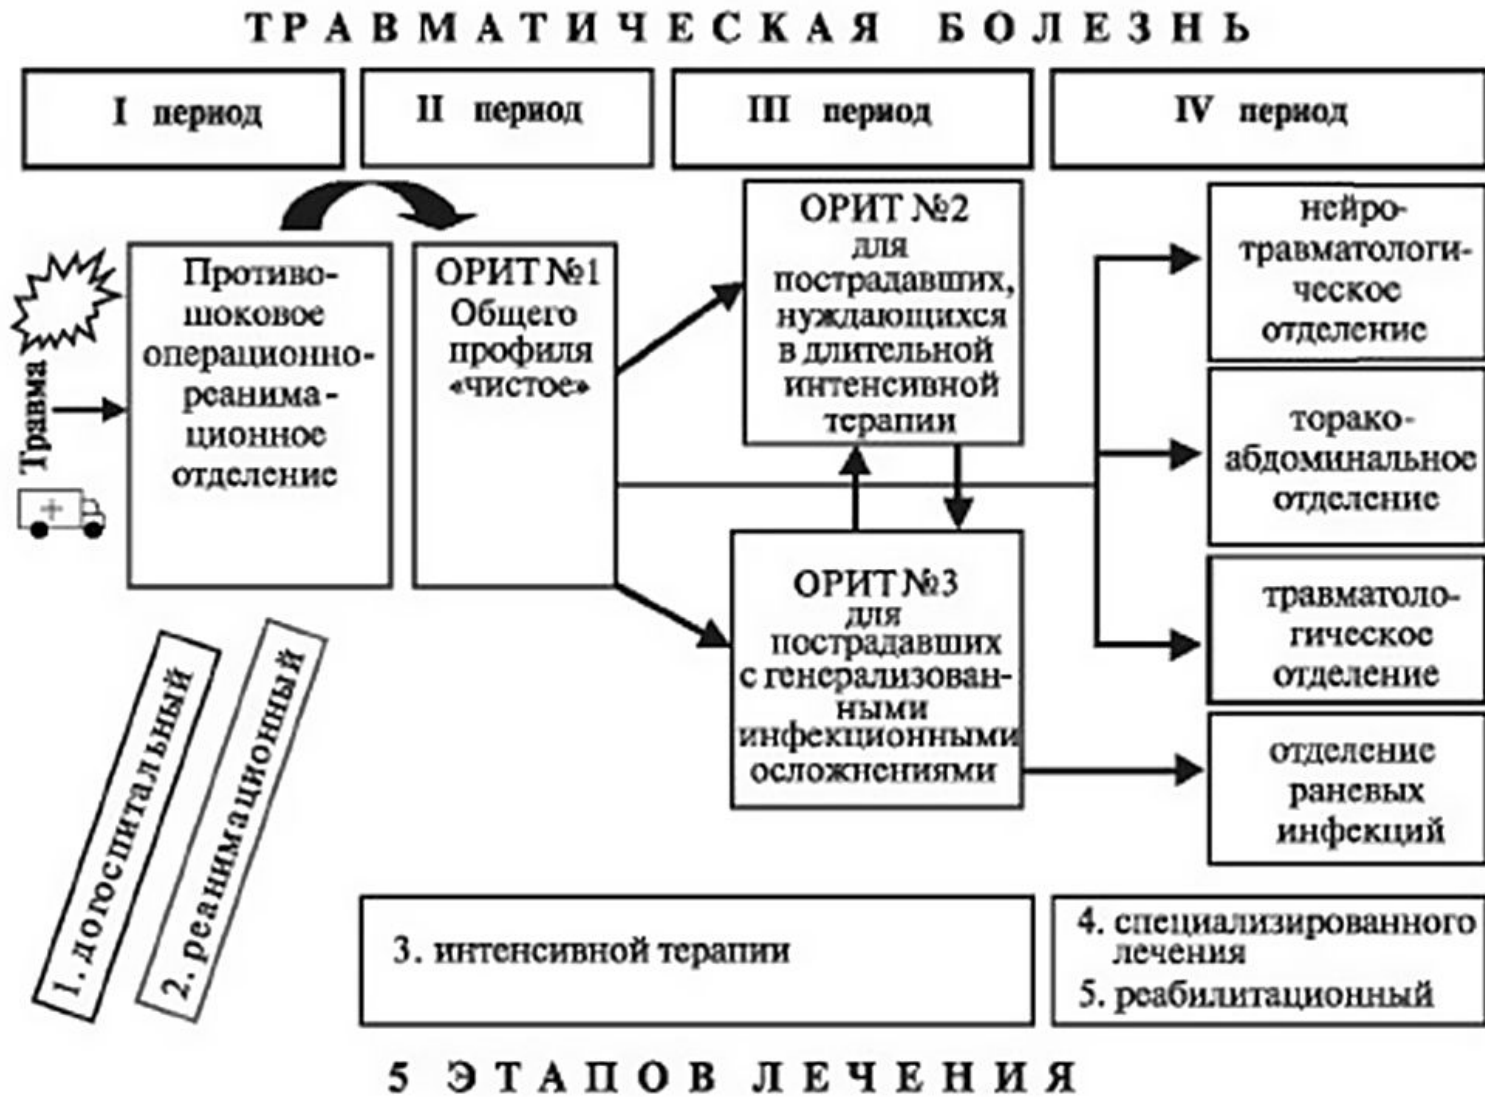 ТРАВМАТИЧЕСКАЯ БОЛЕЗНЬ
I период
II период
III период
IV период
Травма
Противо-
шоковое
операционно-
реанима-
ционное
отделение
ОРИТ №1
Общего
профиля
«чистое»
ОРИТ №2
для
пострадавших,
нуждающихся
в длительной
интенсивной
терапии
ОРИТ №3
для
пострадавших
с генерализован-
ными
инфекционными
осложнениями
нейро-
травматологи-
ческое
отделение
торако-
абдоминальное
отделение
травматоло-
гическое
отделение
отделение
раневых
инфекций
1. догоспитальный
2. реанимационный
3. интенсивной терапии
4. специализированного
лечения
5. реабилитационный
5 ЭТАПОВ ЛЕЧЕНИЯ